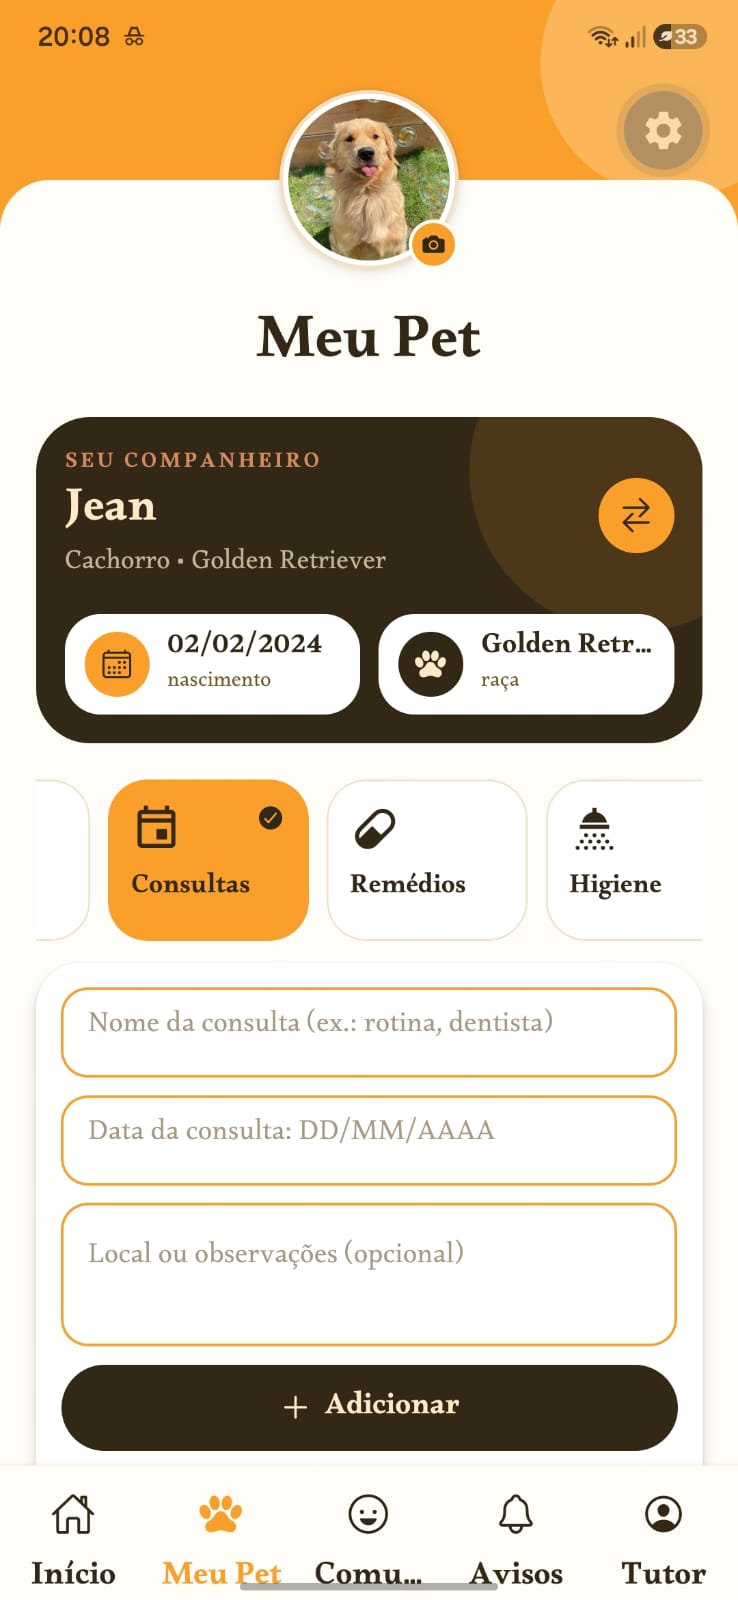 20:08
33
Meu Pet
SEU COMPANHEIRO
Jean
Cachorro • Golden Retriever
02/02/2024
nascimento
Golden Retr...
raça
Consultas
Remédios
Higiene
Nome da consulta (ex.: rotina, dentista)
Data da consulta: DD/MM/AAAA
Local ou observações (opcional)
+ Adicionar
Início
Meu Pet
Comu...
Avisos
Tutor